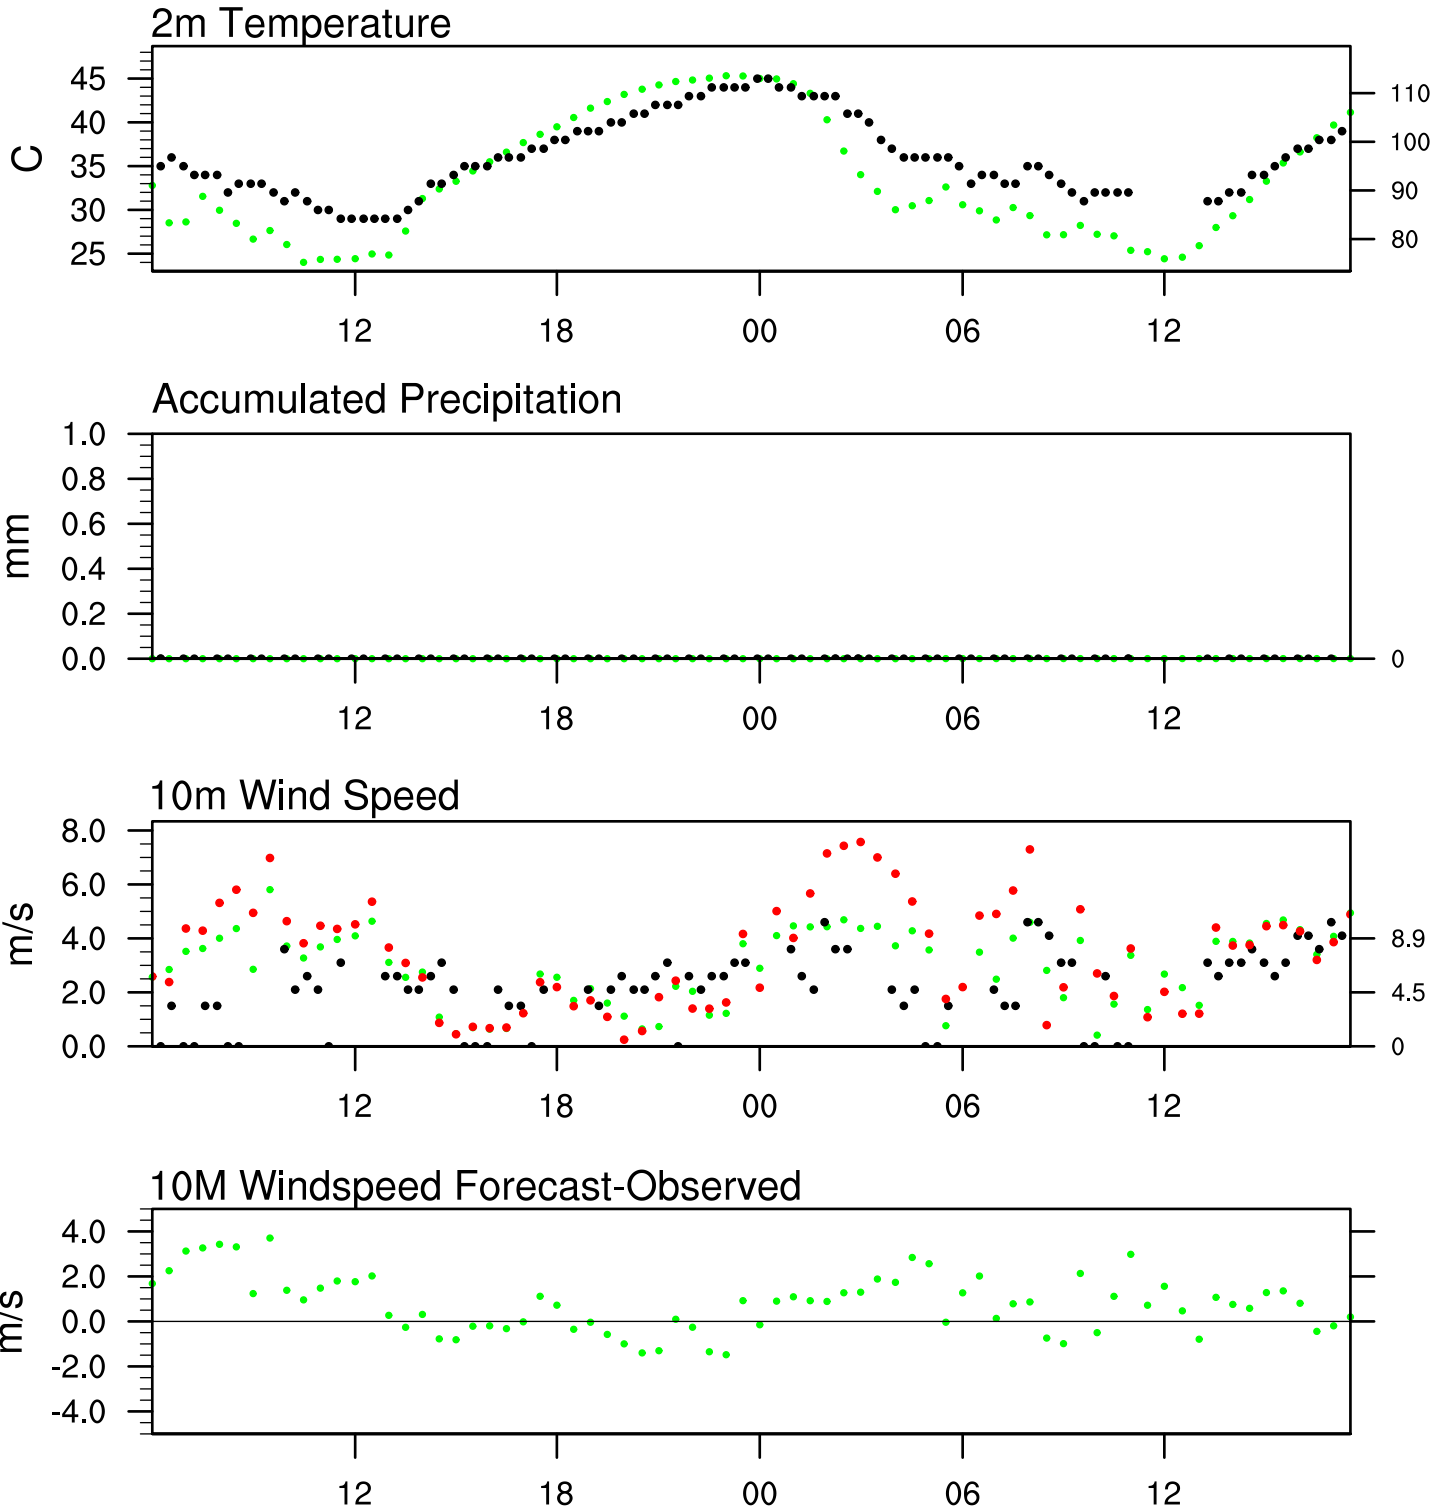 2m Temperature
45
40
35
30
25
C
110
100
90
80
12 18 00 06 12
Accumulated Precipitation
1.0
0.8
0.6
0.4
0.2
0.0
mm
0
12 18 00 06 12
10m Wind Speed
8.0
6.0
4.0
2.0
0.0
m/s
8.9
4.5
0
12 18 00 06 12
10M Windspeed Forecast-Observed
4.0
2.0
0.0
-2.0
-4.0
m/s
12 18 00 06 12